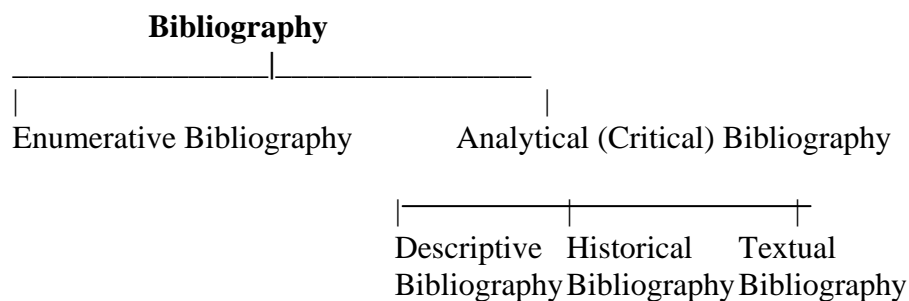 Bibliography
Enumerative Bibliography Analytical (Critical) Bibliography
Descriptive Historical Textual
Bibliography Bibliography Bibliography